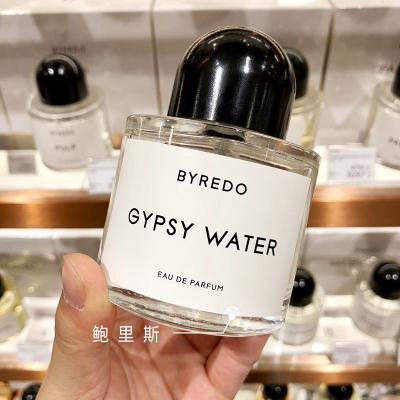 BYREDO
PULP
BYREDO
GYPSY WATER
EAU DE PARFUM
鲍里斯